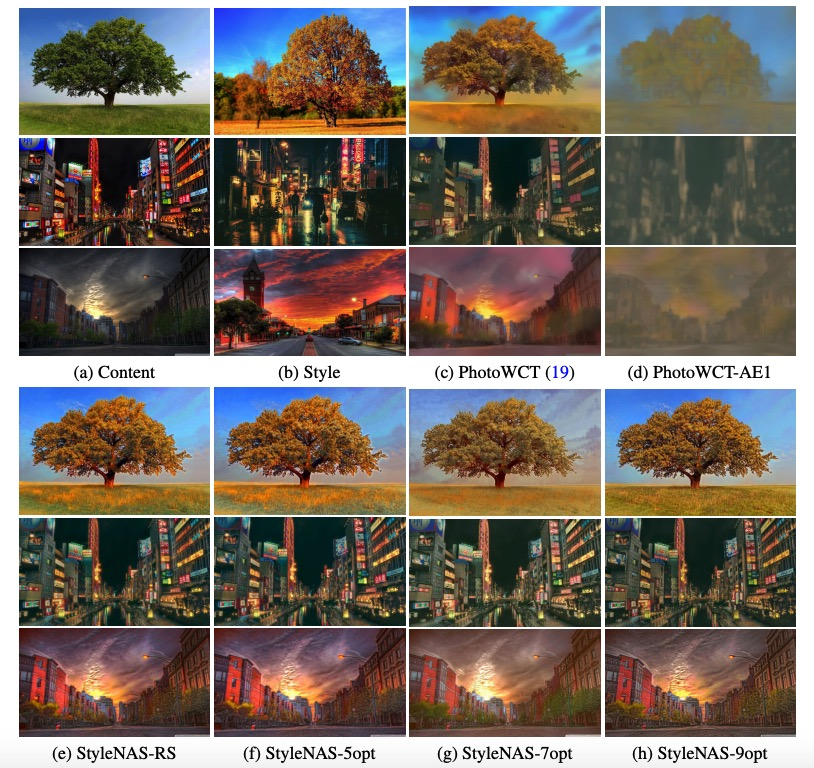 (a) Content
(b) Style
(c) PhotoWCT (19)
(d) PhotoWCT-AE1
(e) StyleNAS-RS
(f) StyleNAS-5opt
(g) StyleNAS-7opt
(h) StyleNAS-9opt